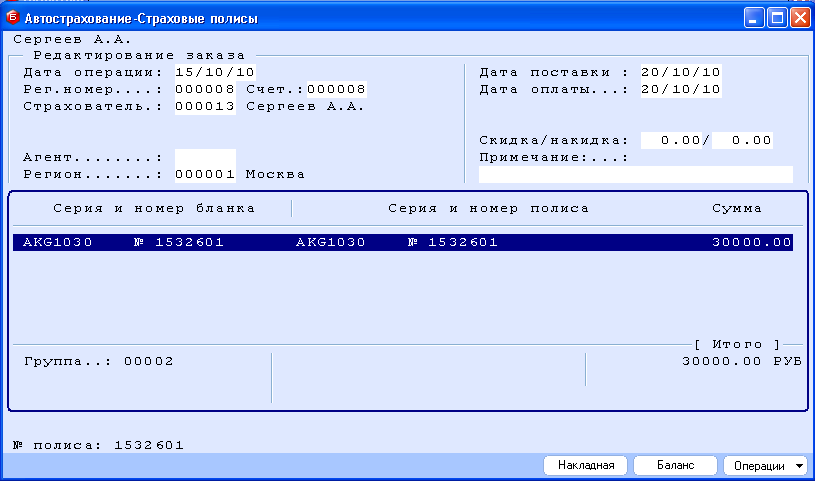 Автострахование-Страховые полисы
Сергеев А.А.
Редактирование заказа
Дата операции: 15/10/10 Дата поставки : 20/10/10
Рег.номер....: 000008 Счет.:000008 Дата оплаты...: 20/10/10
Страхователь.: 000013 Сергеев А.А.
Скидка/накидка: 0.00/ 0.00
Агент........: Примечание:...:
Регион.......: 000001 Москва
Серия и номер бланка Серия и номер полиса Сумма
AKG1030 № 1532601 AKG1030 № 1532601 30000.00
[ Итого ]
Группа..: 00002 30000.00 РУБ
№ полиса: 1532601
Накладная Баланс Операции